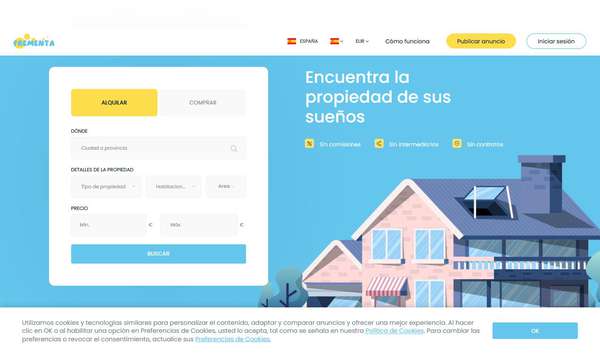 PREMENTA
ESPAÑA
EUR
Cómo funciona
Publicar anuncio
Iniciar sesión
ALQUILAR
COMPRAR
DÓNDE
Ciudad o provincia
DETALLES DE LA PROPIEDAD
Tipo de propiedad
Habitacion...
Area
PRECIO
Min.
€
Máx.
€
BUSCAR
Encuentra la
propiedad de sus
sueños
Sin comisiones
Sin intermediarios
Sin contratos
Utilizamos cookies y tecnologías similares para personalizar el contenido, adaptar y comparar anuncios y ofrecer una mejor experiencia. Al hacer
clic en OK o al habilitar una opción en Preferencias de Cookies, usted lo acepta, tal como se señala en nuestra Política de Cookies. Para cambiar las
preferencias o revocar el consentimiento, actualice sus Preferencias de Cookies.
OK